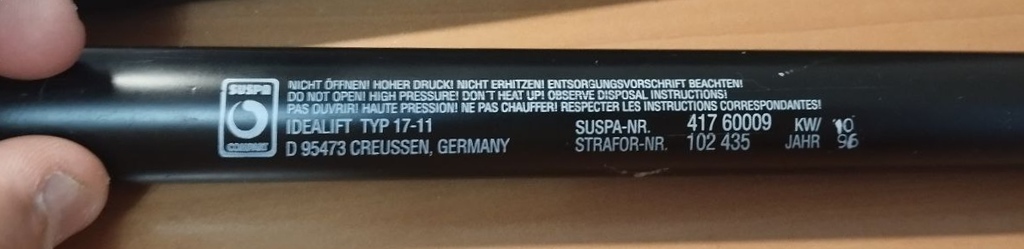 SUSPA
COMPART
NICHT ÖFFNEN! HOHER DRUCK! NICHT ERHITZEN! ENTSORGUNGSVORSCHRIFT BEACHTEN!
DO NOT OPEN! HIGH PRESSURE! DON'T HEAT UP! OBSERVE DISPOSAL INSTRUCTIONS!
PAS OUVRIR! HAUTE PRESSION! NE PAS CHAUFFER! RESPECTER LES INSTRUCTIONS CORRESPONDANTES!
IDEALIFT TYP 17-11 SUSPA-NR. 417 60009 KW/ 10
D 95473 CREUSSEN, GERMANY STRAFOR-NR. 102 435 JAHR 96